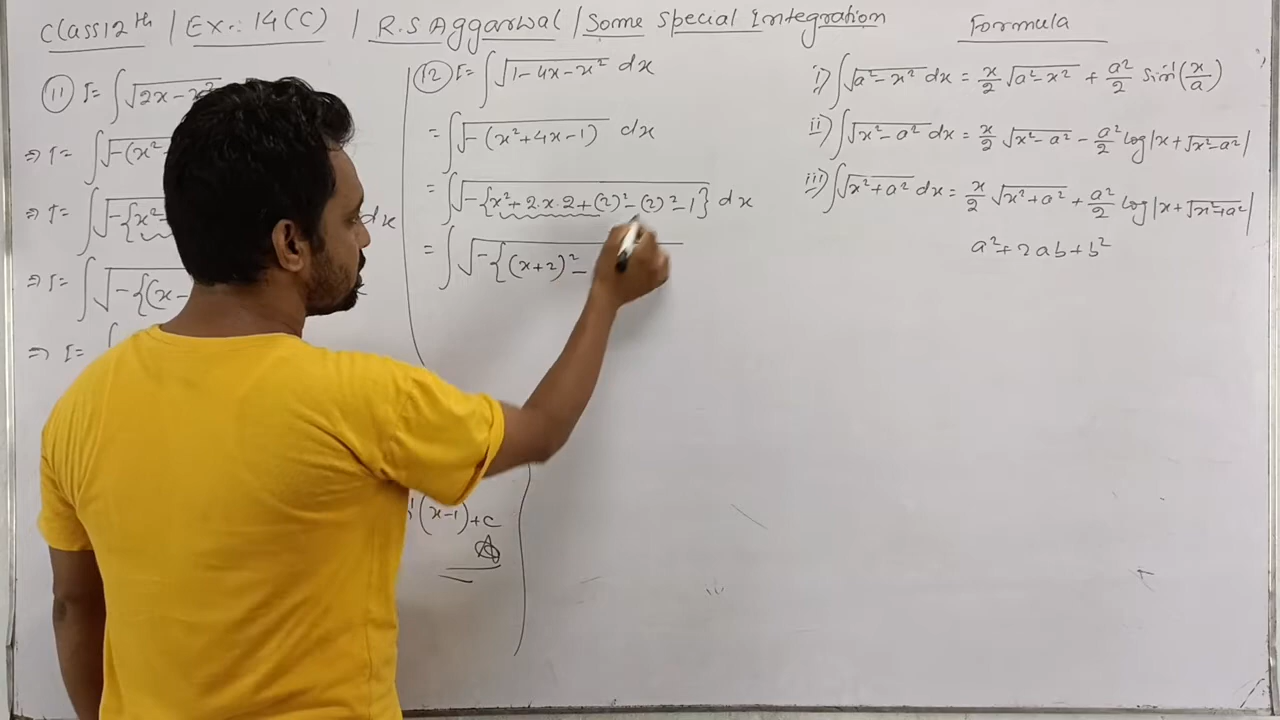 Class 12th / Ex.: 14(C) / R.S Aggarwal / Some Special Integration
Formula
(11) I = ∫√2x-x²
⇒ I = ∫√-(x²
⇒ I = ∫√-{x² dx
⇒ I = ∫√-{(x-
⇒ I = ∫
(x-1)+c
(12) I = ∫√1-4x-x² dx
= ∫√-(x²+4x-1) dx
= ∫√-{x²+2.x.2+(2)²-(2)²-1} dx
= ∫√-{(x+2)²-
i) ∫√a²-x² dx = x/2 √a²-x² + a²/2 Sin⁻¹(x/a)
ii) ∫√x²-a² dx = x/2 √x²-a² - a²/2 log|x+√x²-a²|
iii) ∫√x²+a² dx = x/2 √x²+a² + a²/2 log|x+√x²+a²|
a²+2ab+b²